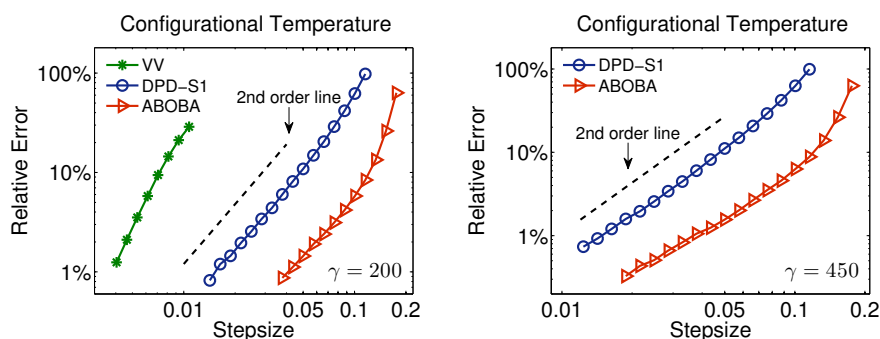 Configurational Temperature
VV
DPD-S1
ABOBA
2nd order line
100%
10%
1%
Relative Error
γ = 200
0.01
0.05
0.1
0.2
Stepsize
Configurational Temperature
DPD-S1
ABOBA
2nd order line
100%
10%
1%
Relative Error
γ = 450
0.01
0.05
0.1
0.2
Stepsize